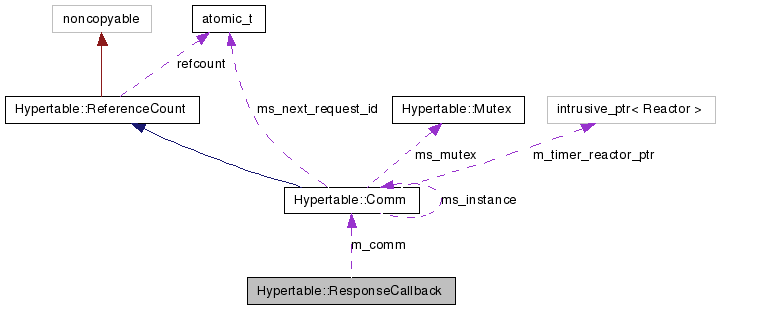 noncopyable
atomic_t
refcount
Hypertable::ReferenceCount
ms_next_request_id
Hypertable::Mutex
intrusive_ptr< Reactor >
ms_mutex
m_timer_reactor_ptr
Hypertable::Comm
ms_instance
m_comm
Hypertable::ResponseCallback